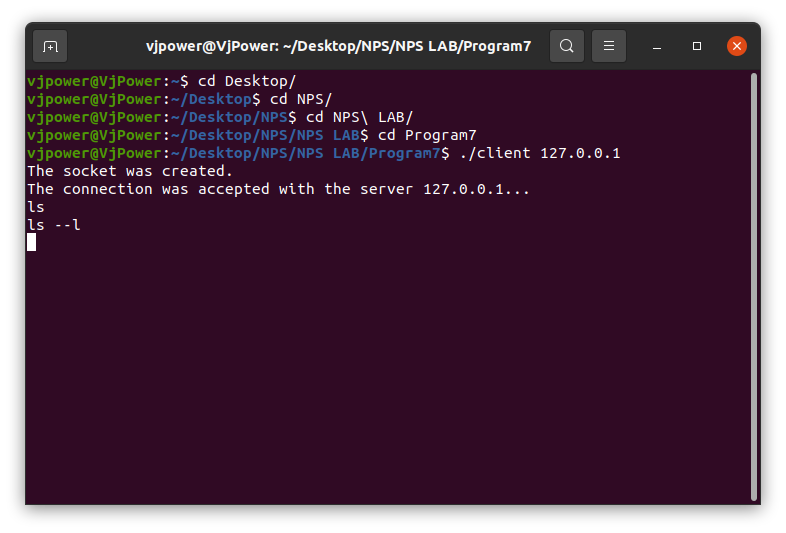 vjpower@VjPower: ~/Desktop/NPS/NPS LAB/Program7
vjpower@VjPower:~$ cd Desktop/
vjpower@VjPower:~/Desktop$ cd NPS/
vjpower@VjPower:~/Desktop/NPS$ cd NPS\ LAB/
vjpower@VjPower:~/Desktop/NPS/NPS LAB$ cd Program7
vjpower@VjPower:~/Desktop/NPS/NPS LAB/Program7$ ./client 127.0.0.1
The socket was created.
The connection was accepted with the server 127.0.0.1...
ls
ls --l